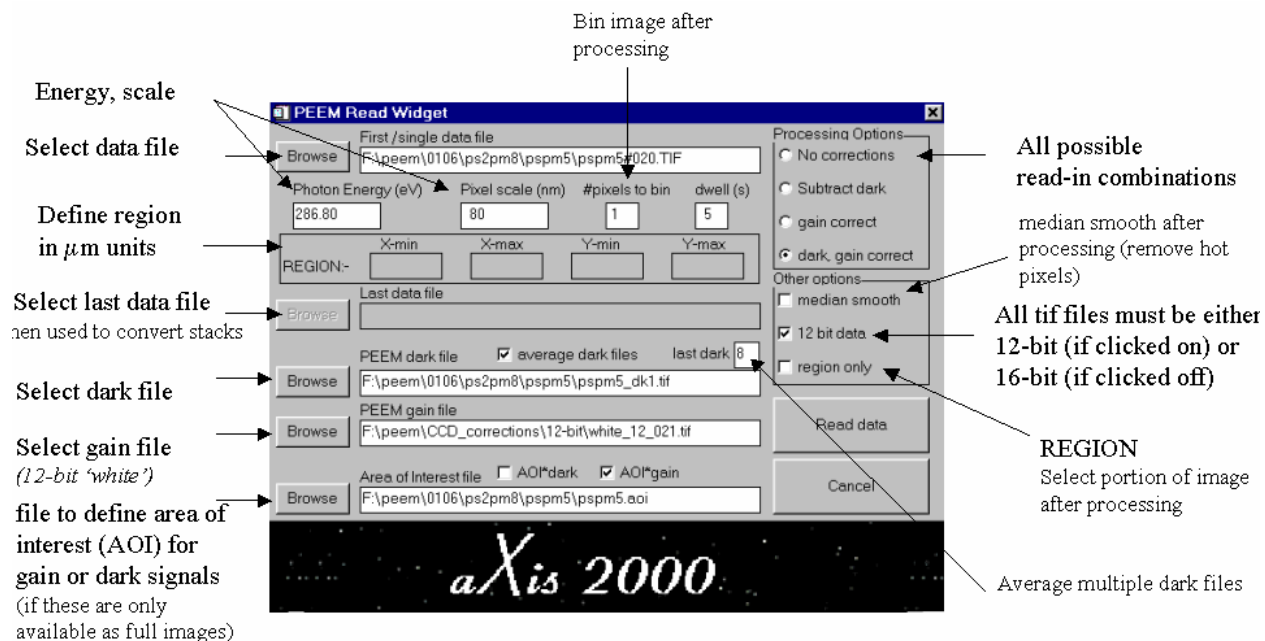 Bin image after
processing
Energy, scale
Select data file
Define region
in μm units
Select last data file
hen used to convert stacks
Select dark file
Select gain file
(12-bit ‘white’)
file to define area of
interest (AOI) for
gain or dark signals
(if these are only
available as full images)
PEEM Read Widget
First /single data file
Browse
F:\peem\0106\ps2pm8\pspm5\pspm5#020.TIF
Photon Energy (eV) Pixel scale (nm) #pixels to bin dwell (s)
286.80 80 1 5
X-min X-max Y-min Y-max
REGION:-
Last data file
Browse
PEEM dark file average dark files last dark 8
Browse F:\peem\0106\ps2pm8\pspm5\pspm5_dk1.tif
PEEM gain file
Browse F:\peem\CCD_corrections\12-bit\white_12_021.tif
Area of Interest file AOI*dark AOI*gain
Browse F:\peem\0106\ps2pm8\pspm5\pspm5.aoi
Processing Options
No corrections
Subtract dark
gain correct
dark, gain correct
Other options
median smooth
12 bit data
region only
Read data
Cancel
aXis 2000
All possible
read-in combinations
median smooth after
processing (remove hot
pixels)
All tif files must be either
12-bit (if clicked on) or
16-bit (if clicked off)
REGION
Select portion of image
after processing
Average multiple dark files